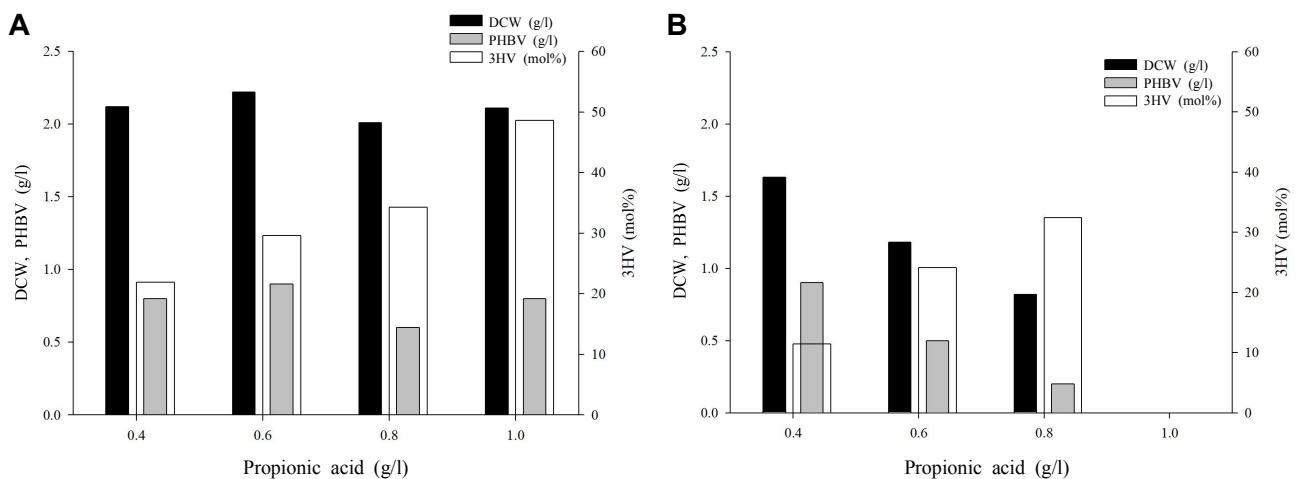 A
DCW (g/l)
PHBV (g/l)
3HV (mol%)
2.5
2.0
1.5
1.0
0.5
0.0
DCW, PHBV (g/l)
60
50
40
30
20
10
0
3HV (mol%)
0.4 0.6 0.8 1.0
Propionic acid (g/l)
B
DCW (g/l)
PHBV (g/l)
3HV (mol%)
2.5
2.0
1.5
1.0
0.5
0.0
DCW, PHBV (g/l)
60
50
40
30
20
10
0
3HV (mol%)
0.4 0.6 0.8 1.0
Propionic acid (g/l)